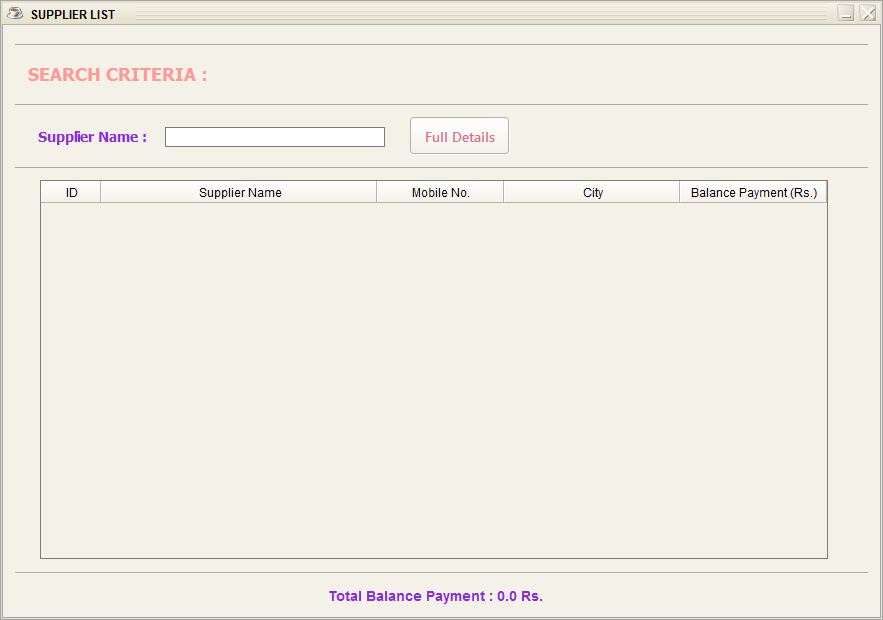 SUPPLIER LIST
SEARCH CRITERIA :
Supplier Name :
Full Details
ID Supplier Name Mobile No. City Balance Payment (Rs.)
Total Balance Payment : 0.0 Rs.